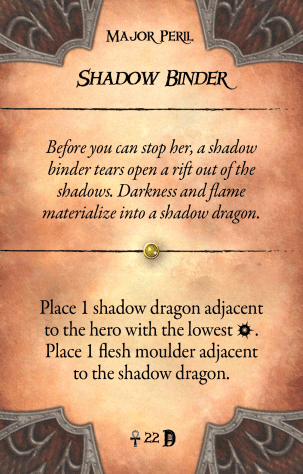 Major Peril
Shadow Binder
Before you can stop her, a shadow
binder tears open a rift out of the
shadows. Darkness and flame
materialize into a shadow dragon.
Place 1 shadow dragon adjacent
to the hero with the lowest .
Place 1 flesh moulder adjacent
to the shadow dragon.
22 D